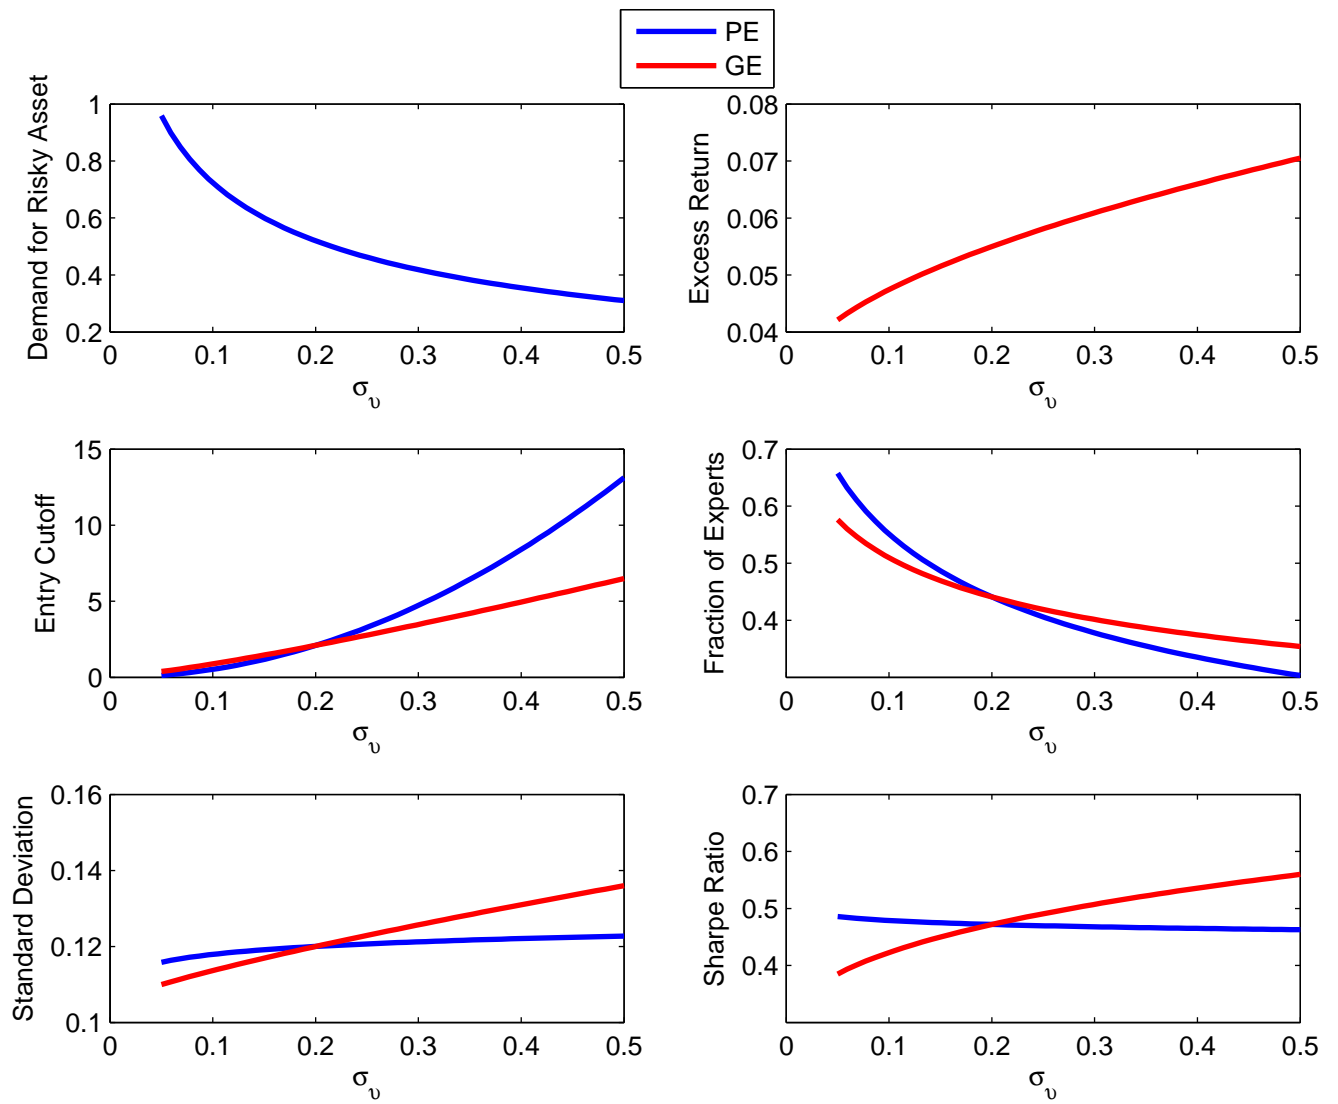 PE
GE
Demand for Risky Asset
1
0.8
0.6
0.4
0.2
0 0.1 0.2 0.3 0.4 0.5
σ_υ
Excess Return
0.08
0.07
0.06
0.05
0.04
0 0.1 0.2 0.3 0.4 0.5
σ_υ
Entry Cutoff
15
10
5
0
0 0.1 0.2 0.3 0.4 0.5
σ_υ
Fraction of Experts
0.7
0.6
0.5
0.4
0 0.1 0.2 0.3 0.4 0.5
σ_υ
Standard Deviation
0.16
0.14
0.12
0.1
0 0.1 0.2 0.3 0.4 0.5
σ_υ
Sharpe Ratio
0.7
0.6
0.5
0.4
0 0.1 0.2 0.3 0.4 0.5
σ_υ